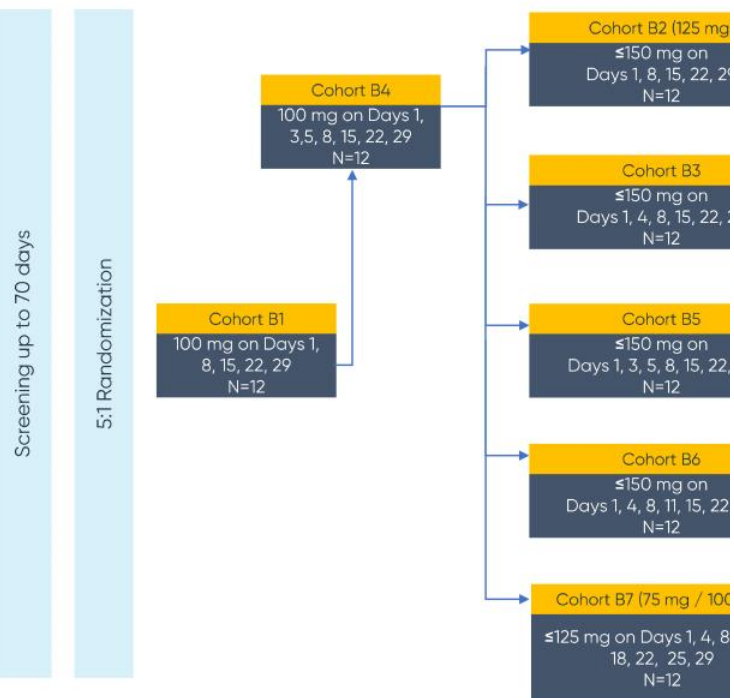 Screening up to 70 days
5:1 Randomization
Cohort B1
100 mg on Days 1,
8, 15, 22, 29
N=12
Cohort B4
100 mg on Days 1,
3,5, 8, 15, 22, 29
N=12
Cohort B2 (125 mg
≤150 mg on
Days 1, 8, 15, 22, 29
N=12
Cohort B3
≤150 mg on
Days 1, 4, 8, 15, 22,
N=12
Cohort B5
≤150 mg on
Days 1, 3, 5, 8, 15, 22,
N=12
Cohort B6
≤150 mg on
Days 1, 4, 8, 11, 15, 22
N=12
Cohort B7 (75 mg / 100
≤125 mg on Days 1, 4, 8
18, 22, 25, 29
N=12